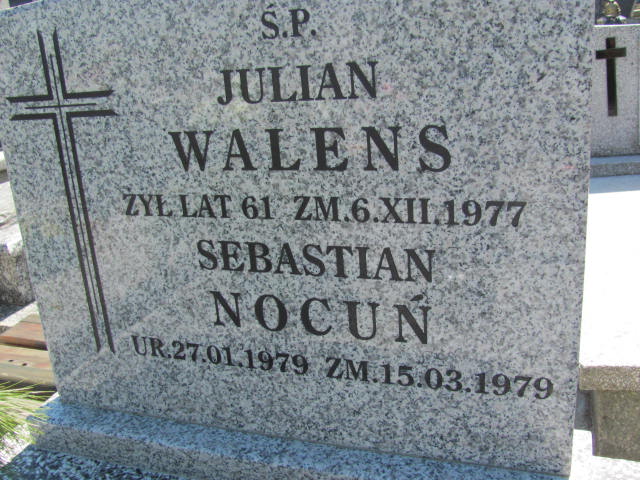 Ś.P.
JULIAN
WALENS
ŻYŁ LAT 61 ZM.6.XII.1977
SEBASTIAN
NOCUŃ
UR.27.01.1979 ZM.15.03.1979